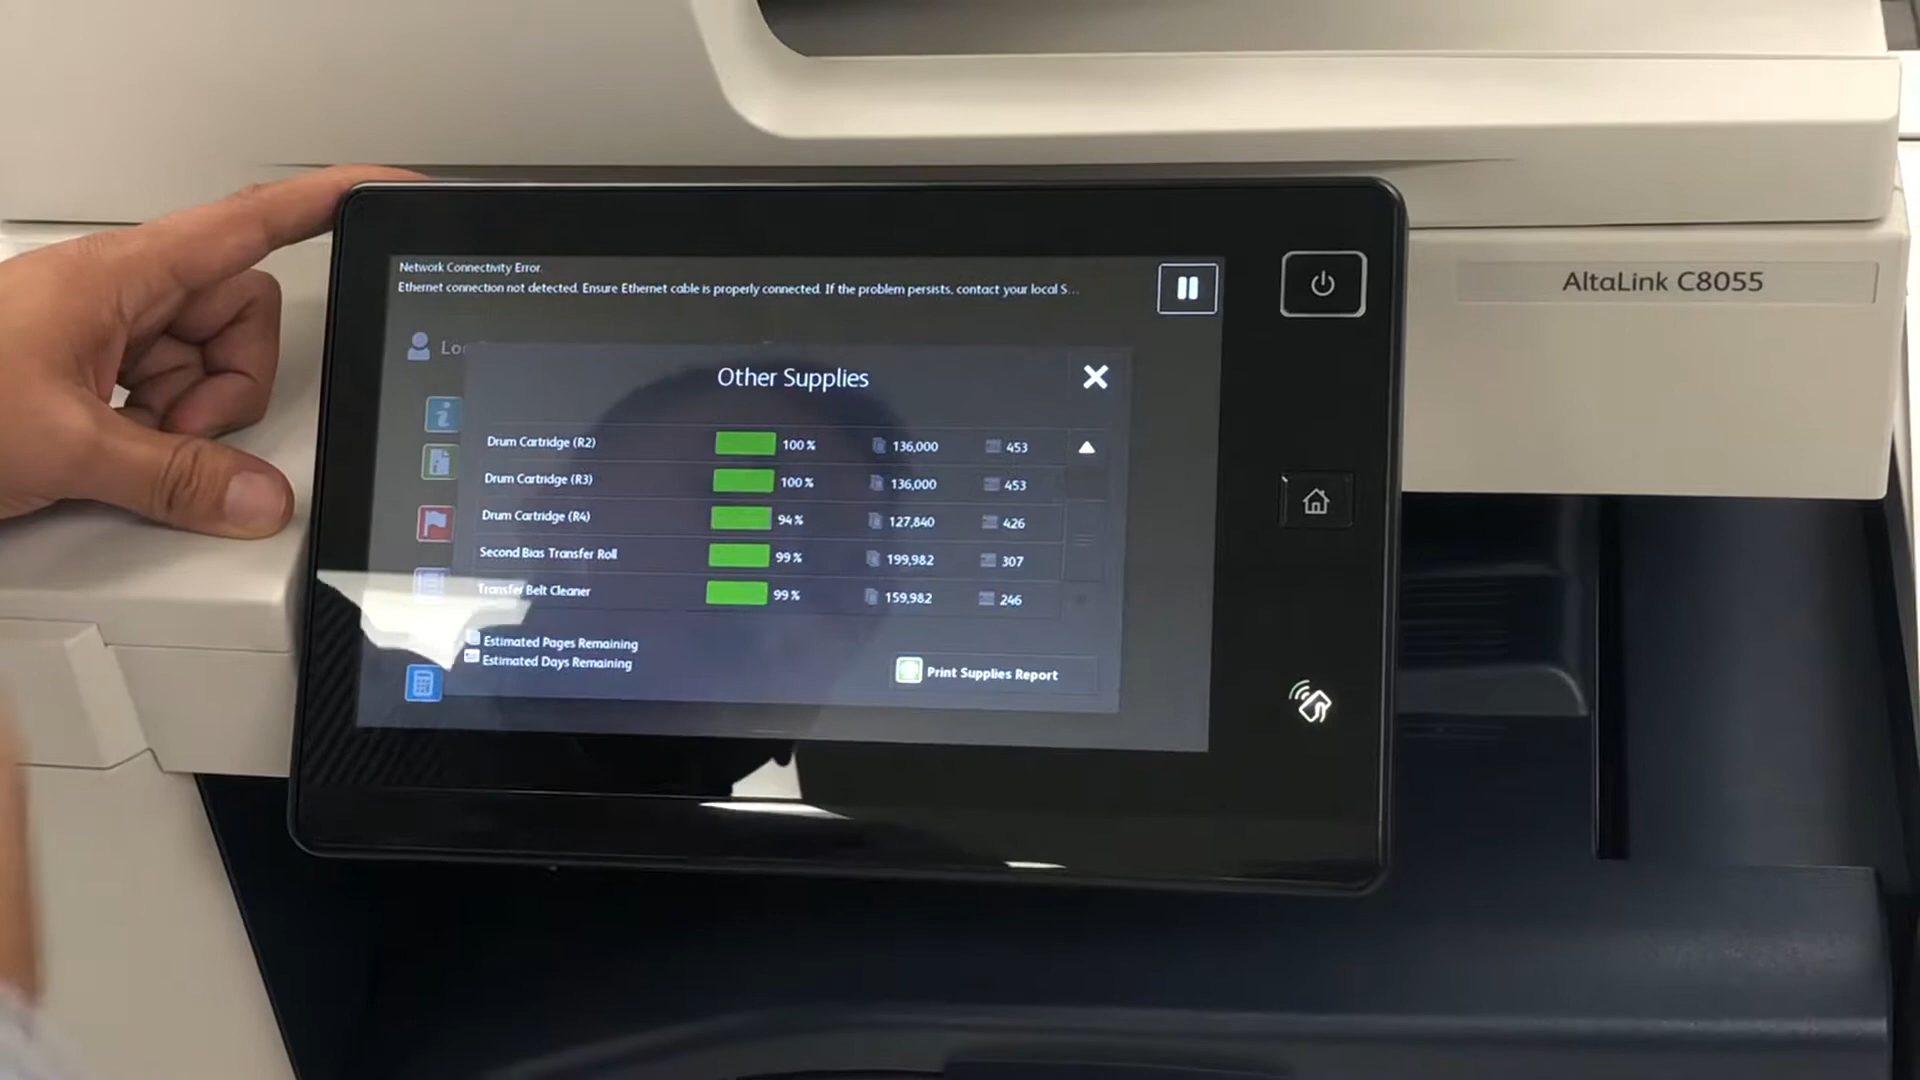 Network Connectivity Error.
Ethernet connection not detected. Ensure Ethernet cable is properly connected. If the problem persists, contact your local S...
AltaLink C8055
Other Supplies
Drum Cartridge (R2) 100 % 136,000 453
Drum Cartridge (R3) 100 % 136,000 453
Drum Cartridge (R4) 94 % 127,840 426
Second Bias Transfer Roll 99 % 199,982 307
Transfer Belt Cleaner 99 % 159,982 246
Estimated Pages Remaining
Estimated Days Remaining
Print Supplies Report